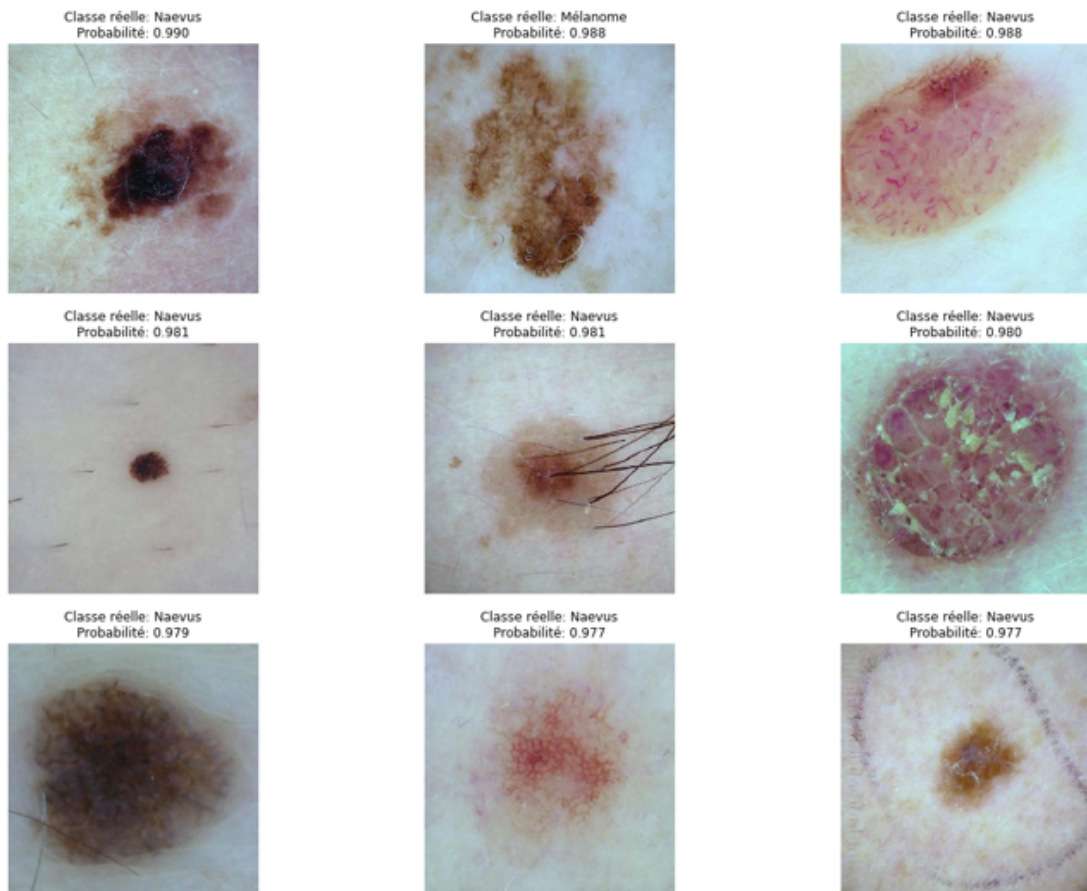 Classe réelle: Naevus
Probabilité: 0.990
Classe réelle: Mélanome
Probabilité: 0.988
Classe réelle: Naevus
Probabilité: 0.988
Classe réelle: Naevus
Probabilité: 0.981
Classe réelle: Naevus
Probabilité: 0.981
Classe réelle: Naevus
Probabilité: 0.980
Classe réelle: Naevus
Probabilité: 0.979
Classe réelle: Naevus
Probabilité: 0.977
Classe réelle: Naevus
Probabilité: 0.977